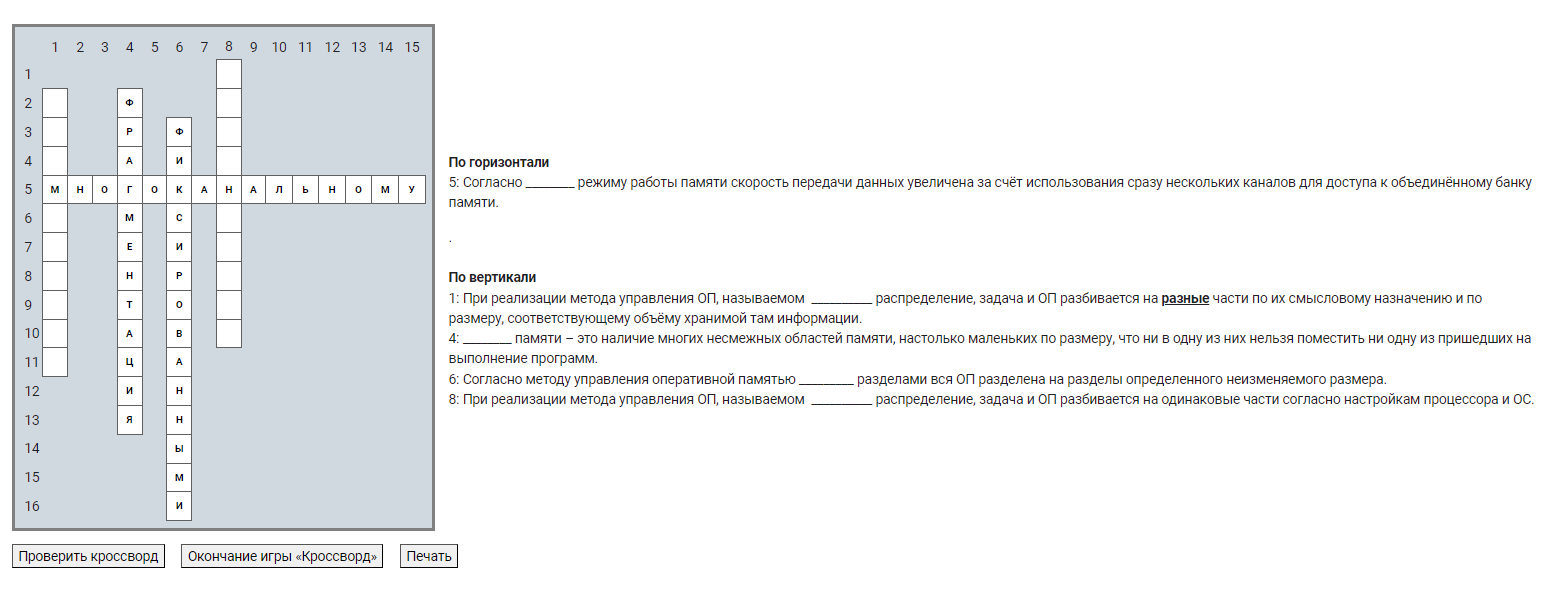 1 2 3 4 5 6 7 8 9 10 11 12 13 14 15
1
2 Ф
3 Р Ф
4 А И
5 М Н О Г О К А Н А Л Ь Н О М У
6 М С
7 Е И
8 Н Р
9 Т О
10 А В
11 Ц А
12 И Н
13 Я Н
14 Ы
15 М
16 И
По горизонтали
5: Согласно ________ режиму работы памяти скорость передачи данных увеличена за счёт использования сразу нескольких каналов для доступа к объединённому банку
памяти.
.
По вертикали
1: При реализации метода управления ОП, называемом __________ распределение, задача и ОП разбивается на разные части по их смысловому назначению и по
размеру, соответствующему объёму хранимой там информации.
4: ________ памяти – это наличие многих несмежных областей памяти, настолько маленьких по размеру, что ни в одну из них нельзя поместить ни одну из пришедших на
выполнение программ.
6: Согласно методу управления оперативной памятью _________ разделами вся ОП разделена на разделы определенного неизменяемого размера.
8: При реализации метода управления ОП, называемом __________ распределение, задача и ОП разбивается на одинаковые части согласно настройкам процессора и ОС.
Проверить кроссворд Окончание игры «Кроссворд» Печать